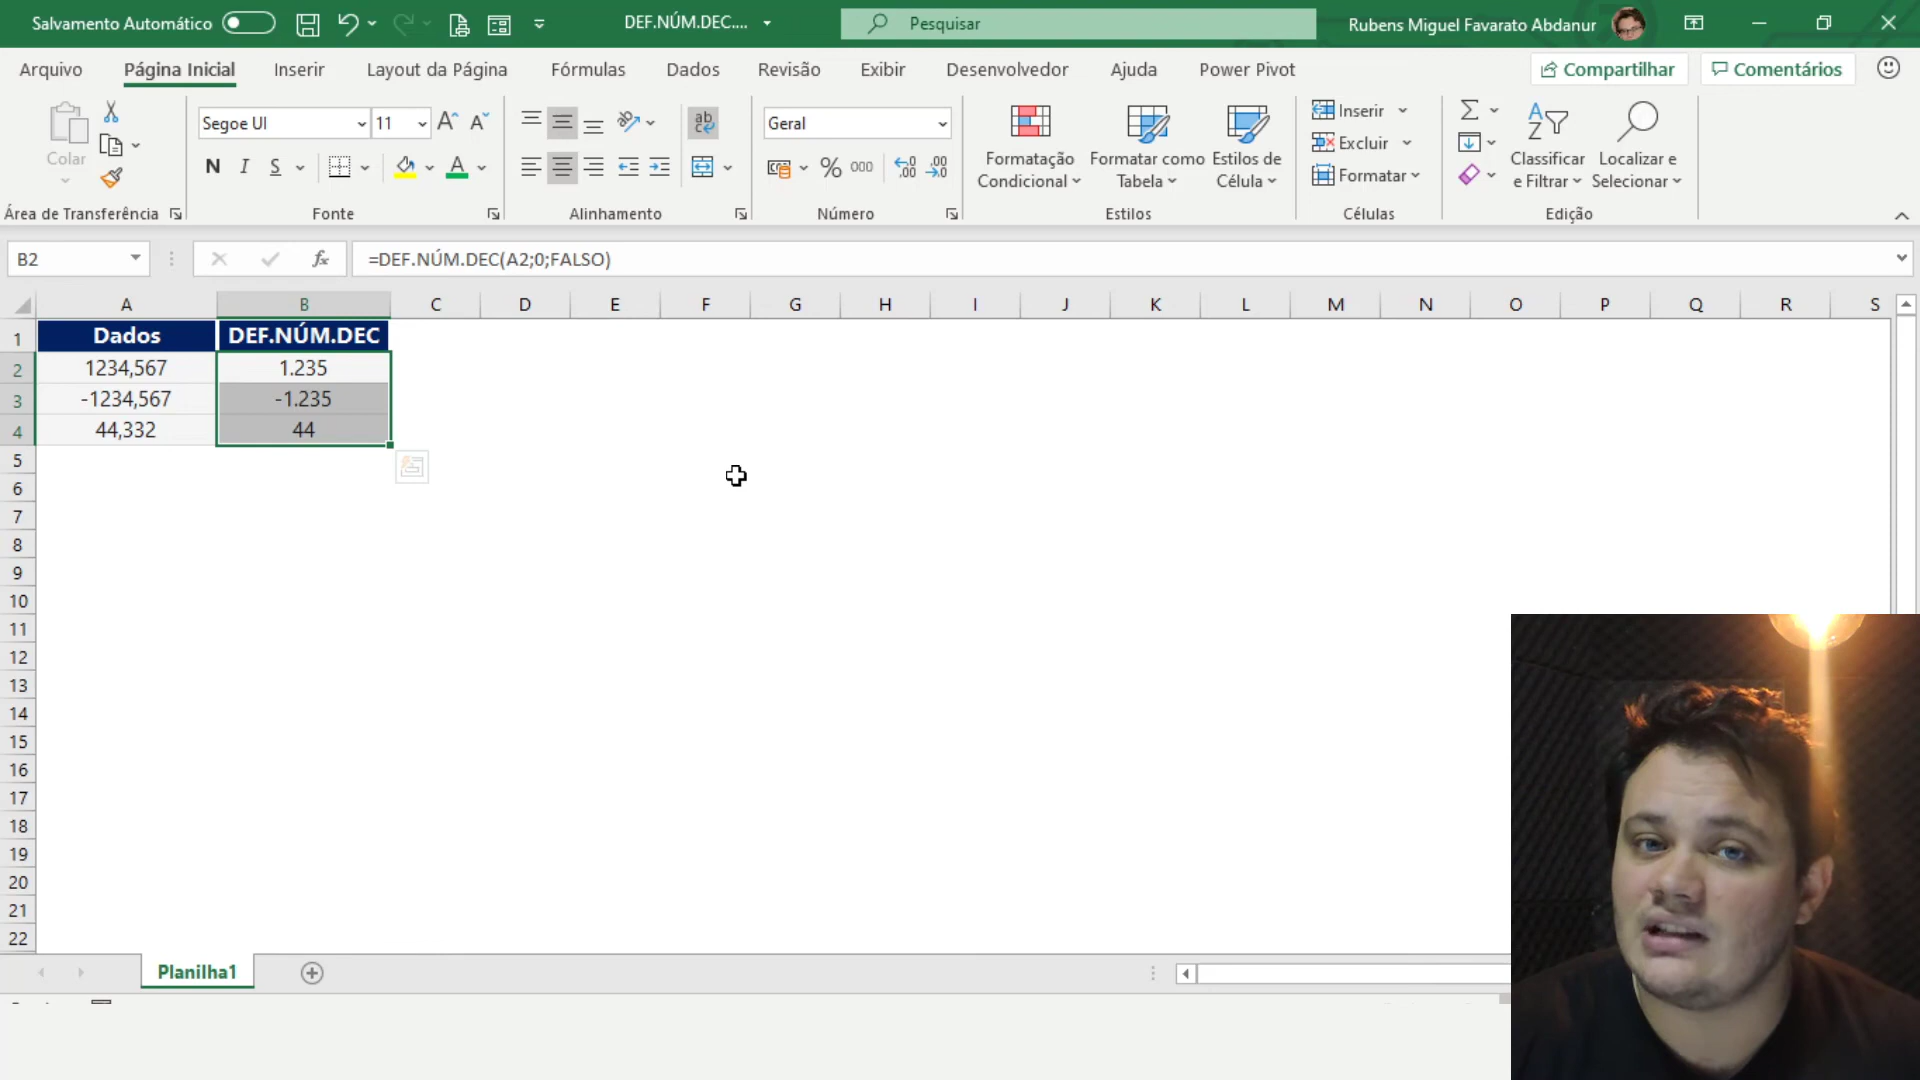 Salvamento Automático
DEF.NÚM.DEC....
Pesquisar
Rubens Miguel Favarato Abdanur
Arquivo
Página Inicial
Inserir
Layout da Página
Fórmulas
Dados
Revisão
Exibir
Desenvolvedor
Ajuda
Power Pivot
Compartilhar
Comentários
Colar
Segoe UI
11
Geral
N I S
A
% 000
Formatação Condicional
Formatar como Tabela
Estilos de Célula
Inserir
Excluir
Formatar
Classificar e Filtrar
Localizar e Selecionar
Área de Transferência
Fonte
Alinhamento
Número
Estilos
Células
Edição
B2
fx
=DEF.NÚM.DEC(A2;0;FALSO)
A B C D E F G H I J K L M N O P Q R S
1 Dados DEF.NÚM.DEC
2 1234,567 1.235
3 -1234,567 -1.235
4 44,332 44
5
6
7
8
9
10
11
12
13
14
15
16
17
18
19
20
21
22
Planilha1